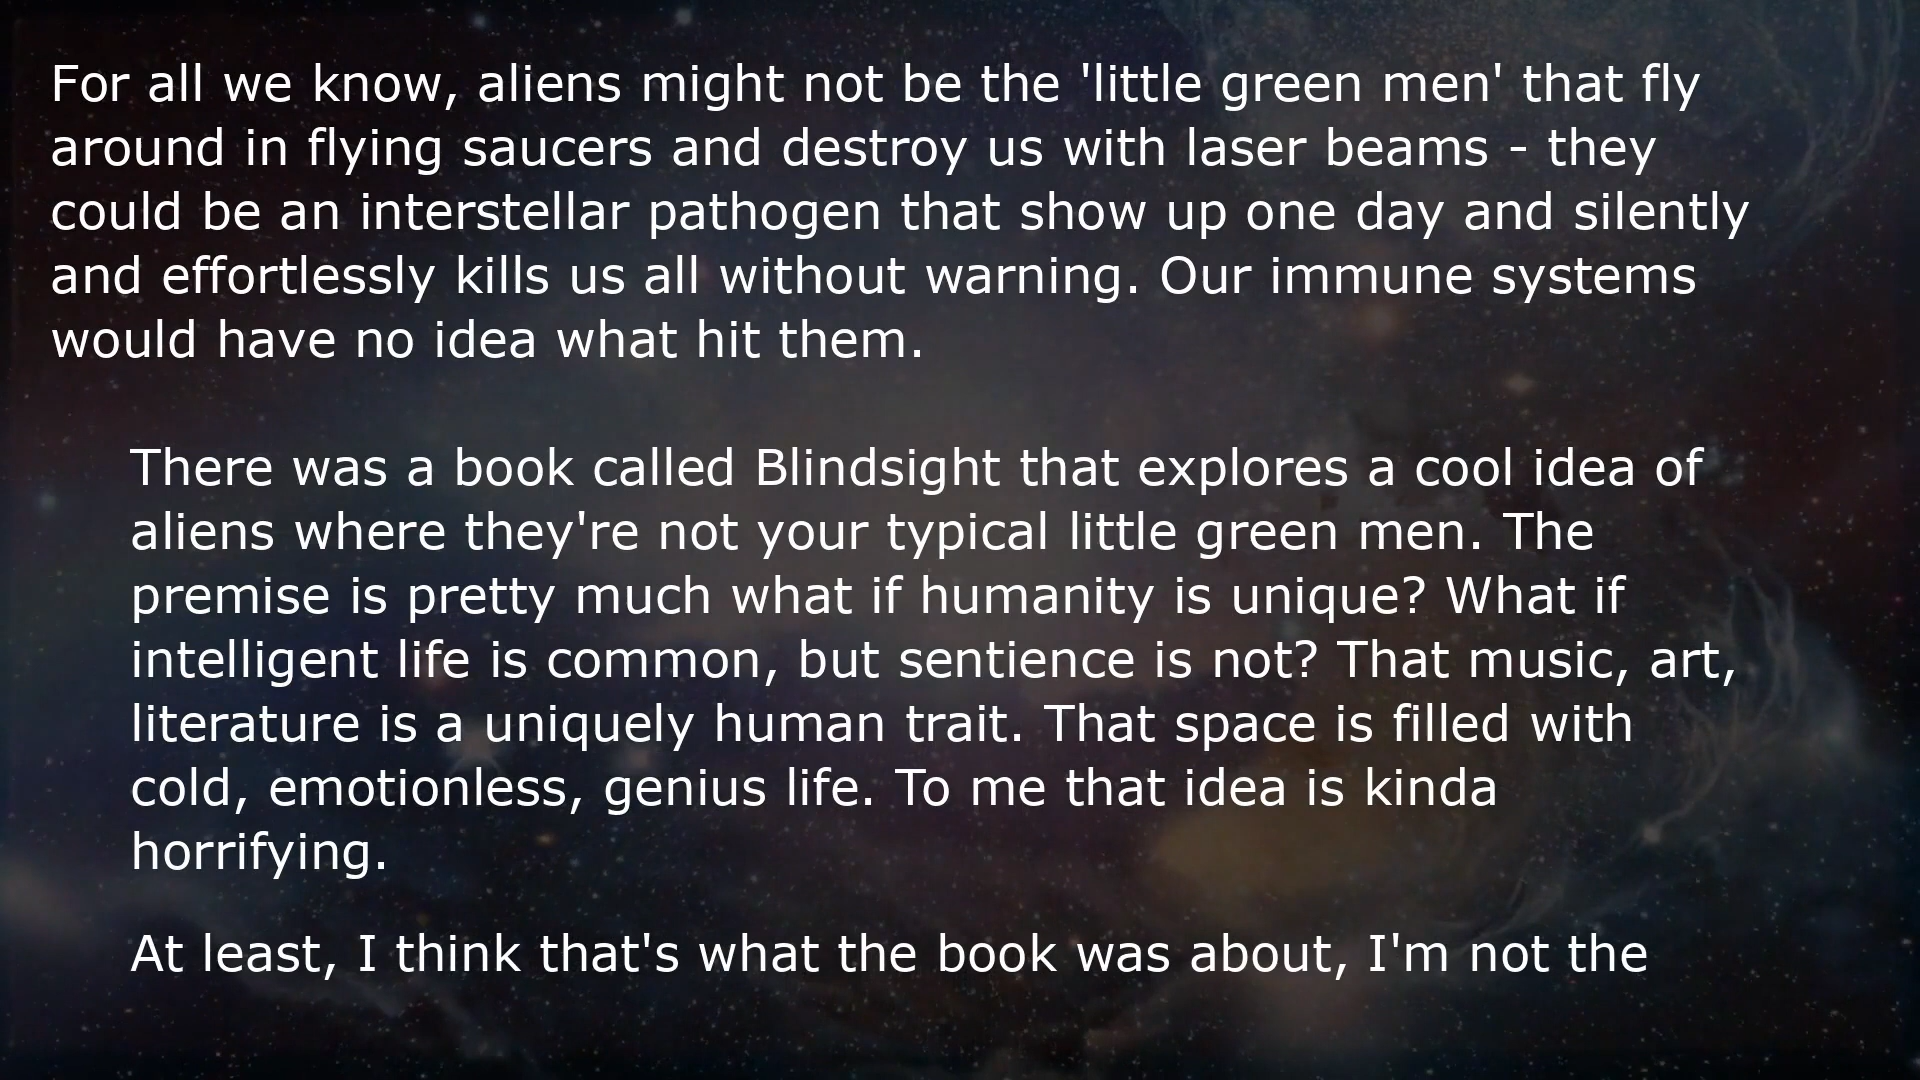 For all we know, aliens might not be the 'little green men' that fly
around in flying saucers and destroy us with laser beams - they
could be an interstellar pathogen that show up one day and silently
and effortlessly kills us all without warning. Our immune systems
would have no idea what hit them.
There was a book called Blindsight that explores a cool idea of
aliens where they're not your typical little green men. The
premise is pretty much what if humanity is unique? What if
intelligent life is common, but sentience is not? That music, art,
literature is a uniquely human trait. That space is filled with
cold, emotionless, genius life. To me that idea is kinda
horrifying.
At least, I think that's what the book was about, I'm not the